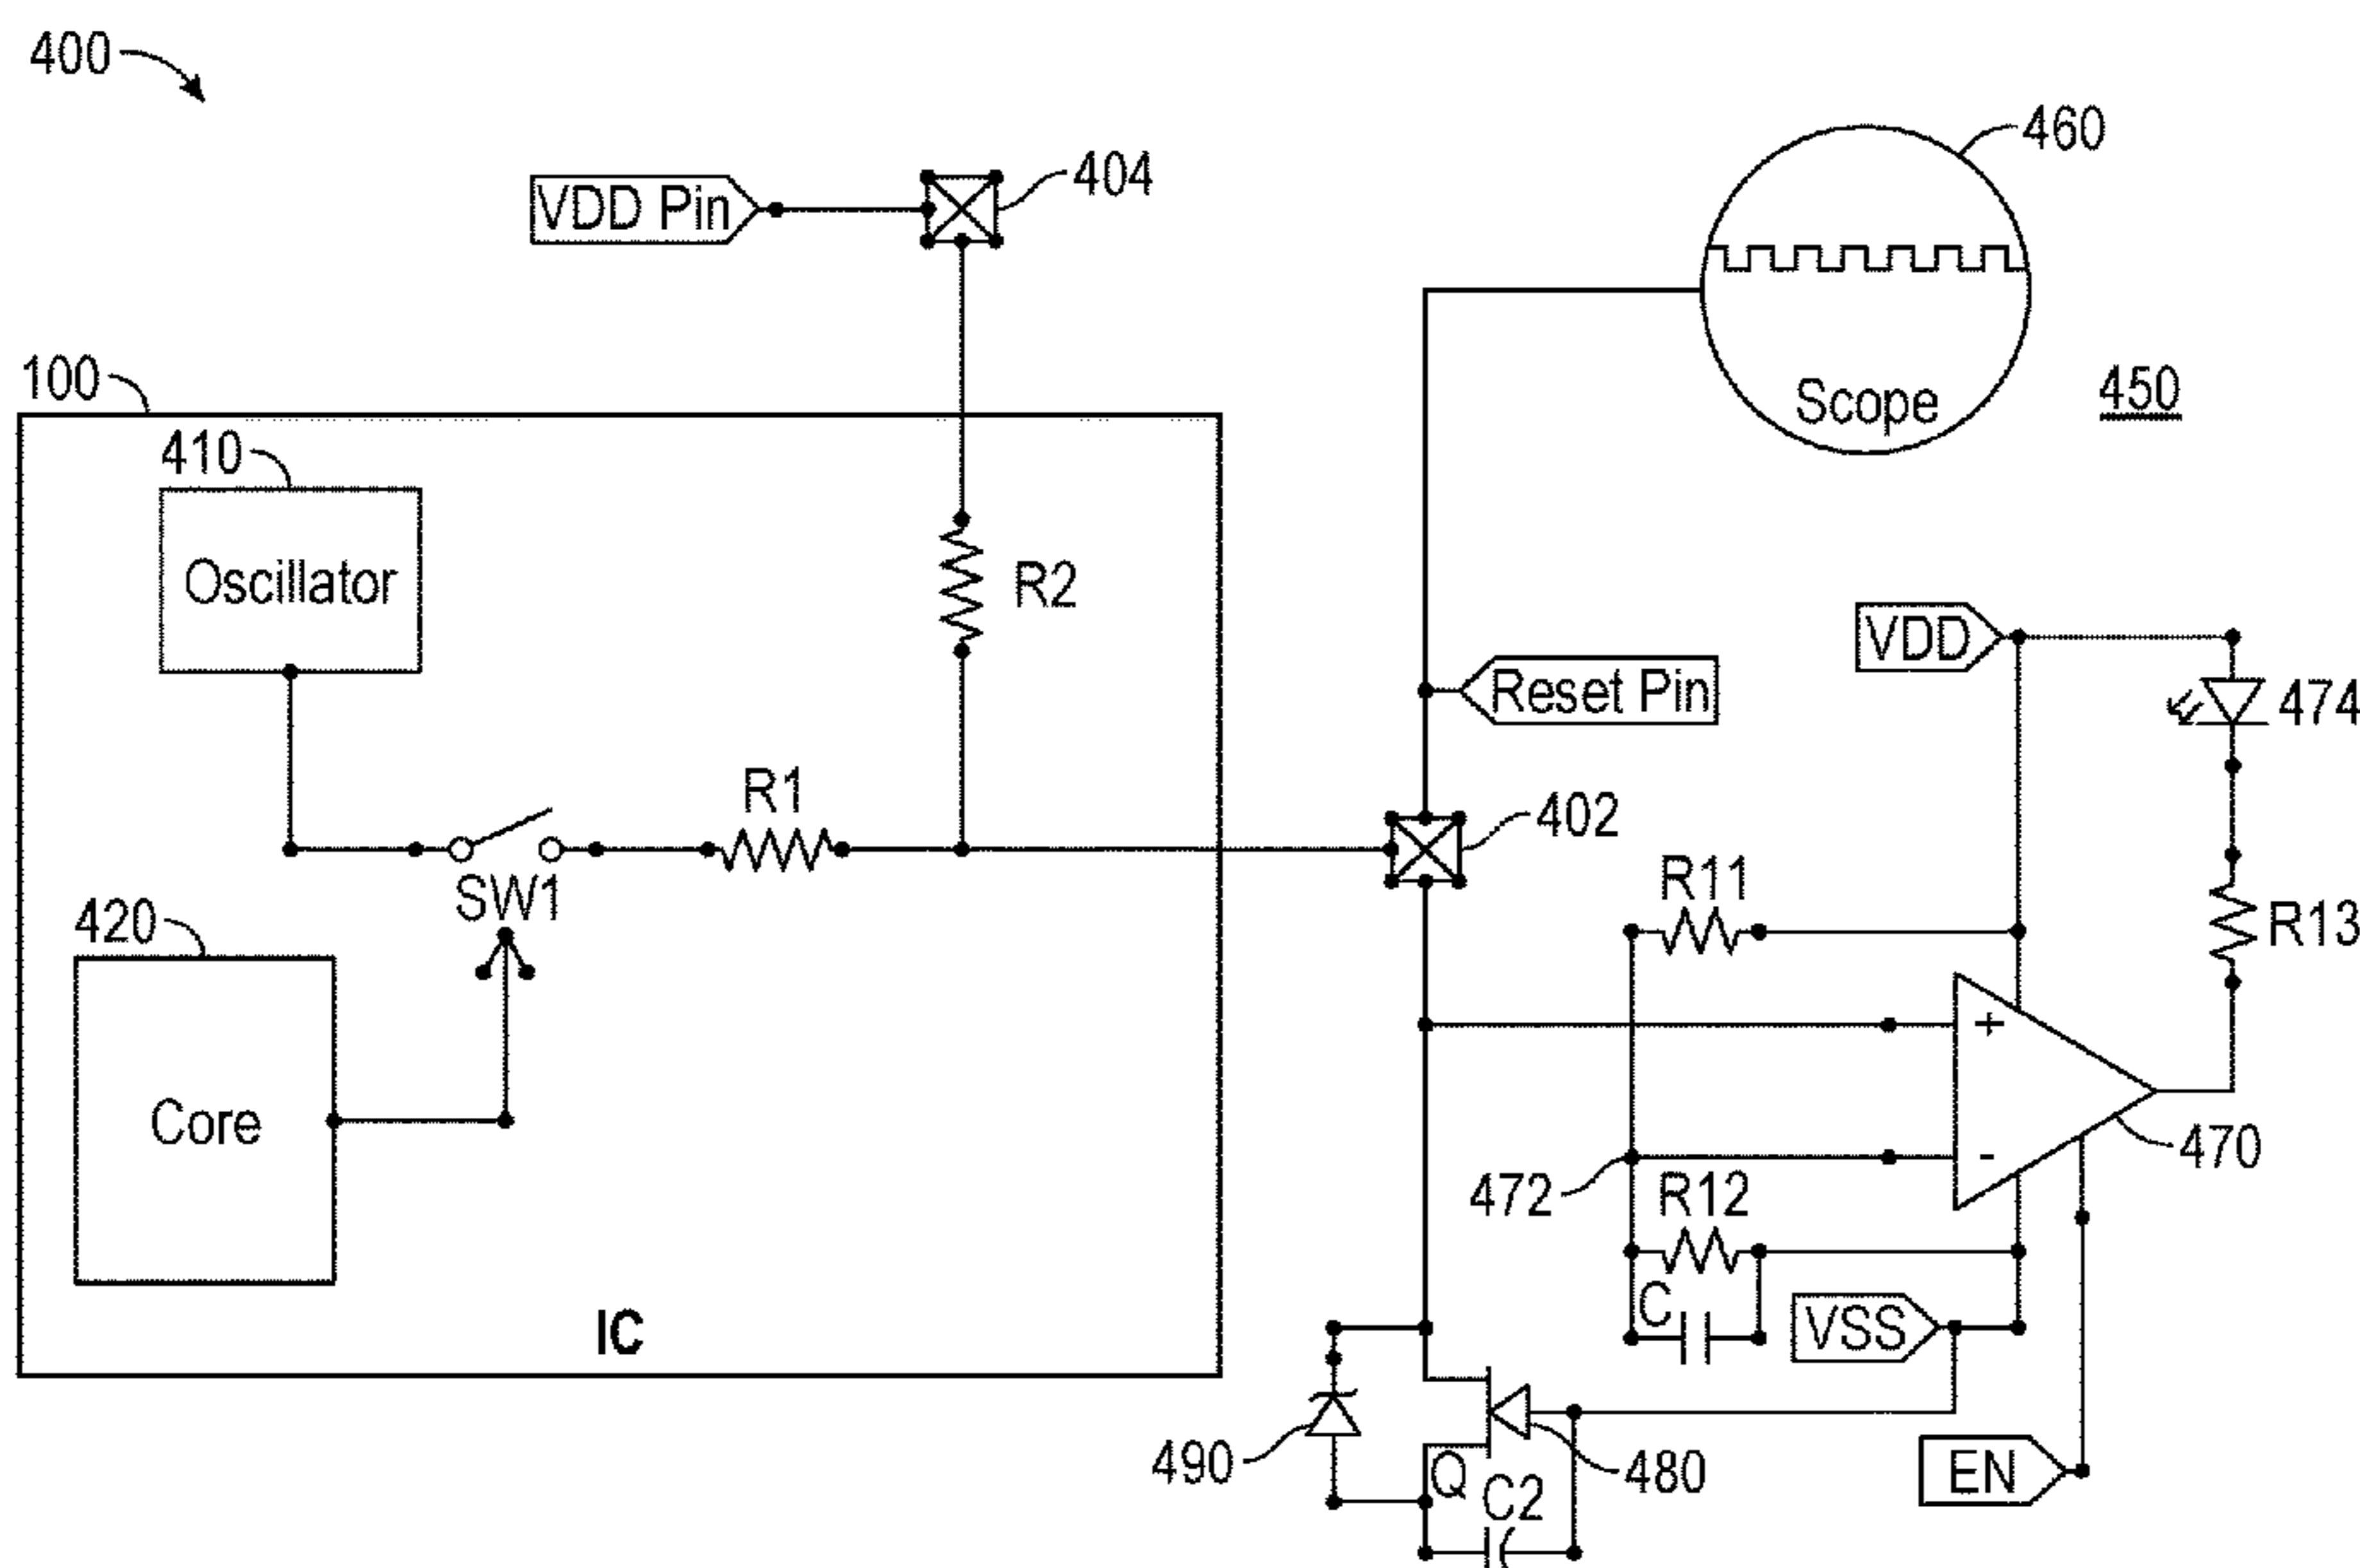 400
VDD Pin
404
460
Scope
450
100
410
Oscillator
R2
R1
SW1
420
Core
IC
Reset Pin
402
VDD
474
R11
R13
+
-
470
472
R12
C
VSS
490
Q
480
C2
EN